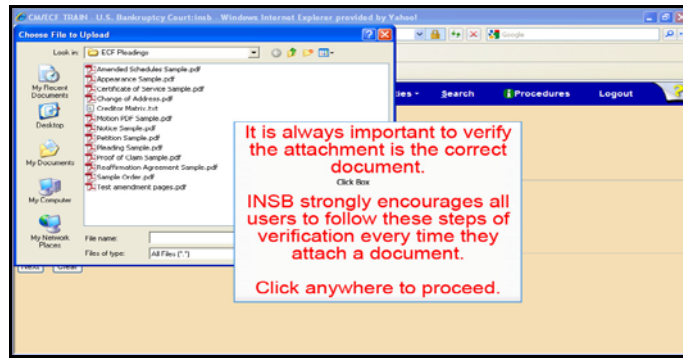 CM/ECF TRAIN - U.S. Bankruptcy Court:insb - Windows Internet Explorer provided by Yahoo!
Choose File to Upload
Look in: ECF Pleadings
Google
My Recent Documents
Desktop
My Documents
My Computer
My Network Places
Amended Schedules Sample.pdf
Appearance Sample.pdf
Certificate of Service Sample.pdf
Change of Address.pdf
Creditor Matrix.txt
Motion PDF Sample.pdf
Notice Sample.pdf
Petition Sample.pdf
Pleading Sample.pdf
Proof of Claim Sample.pdf
Reaffirmation Agreement Sample.pdf
Sample Order.pdf
Test amendment pages.pdf
File name:
Files of type: All Files (*.*)
Search Procedures Logout
It is always important to verify
the attachment is the correct
document.
Click Box
INSB strongly encourages all
users to follow these steps of
verification every time they
attach a document.
Click anywhere to proceed.
Next Clear